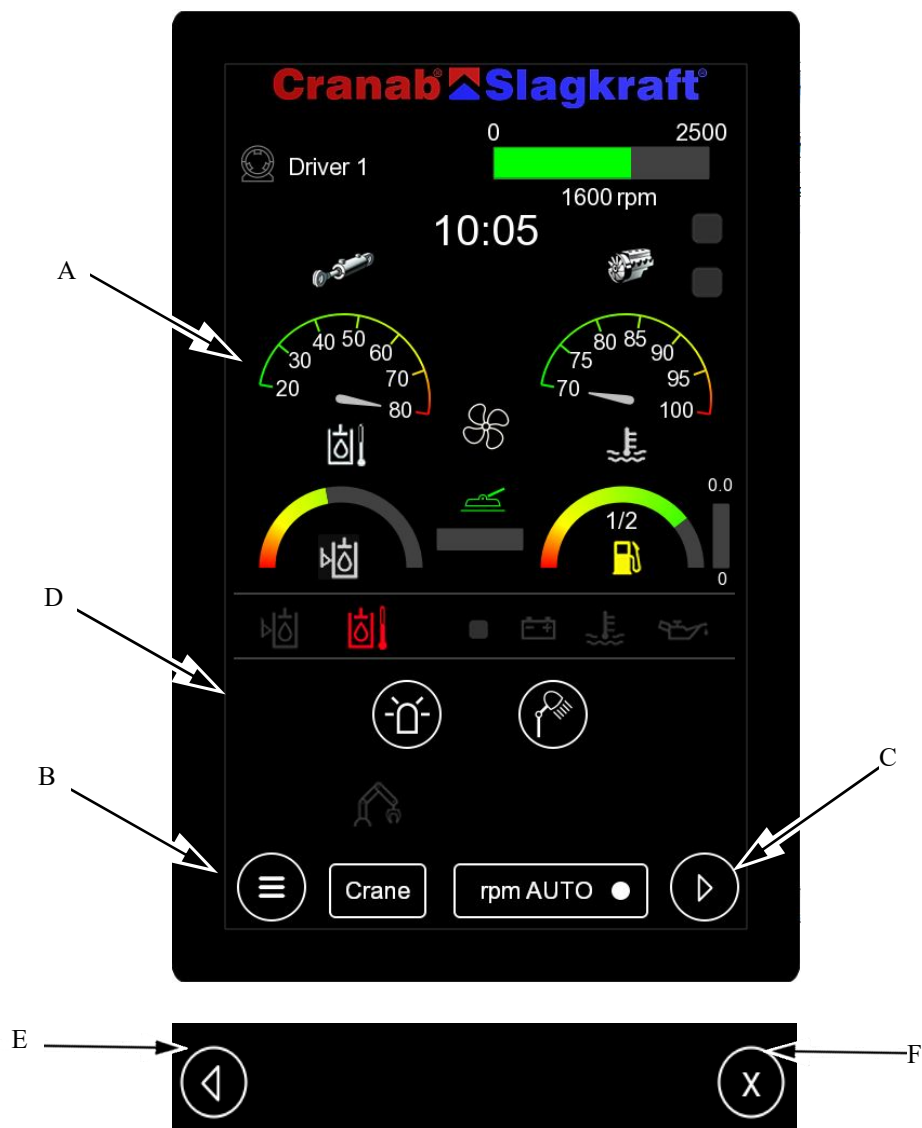 Cranab® Slagkraft®
0 2500
Driver 1
1600 rpm
10:05
A
20 30 40 50 60 70 80
70 75 80 85 90 95 100
0.0
1/2
0
D
B
C
Crane
rpm AUTO
E
F
X